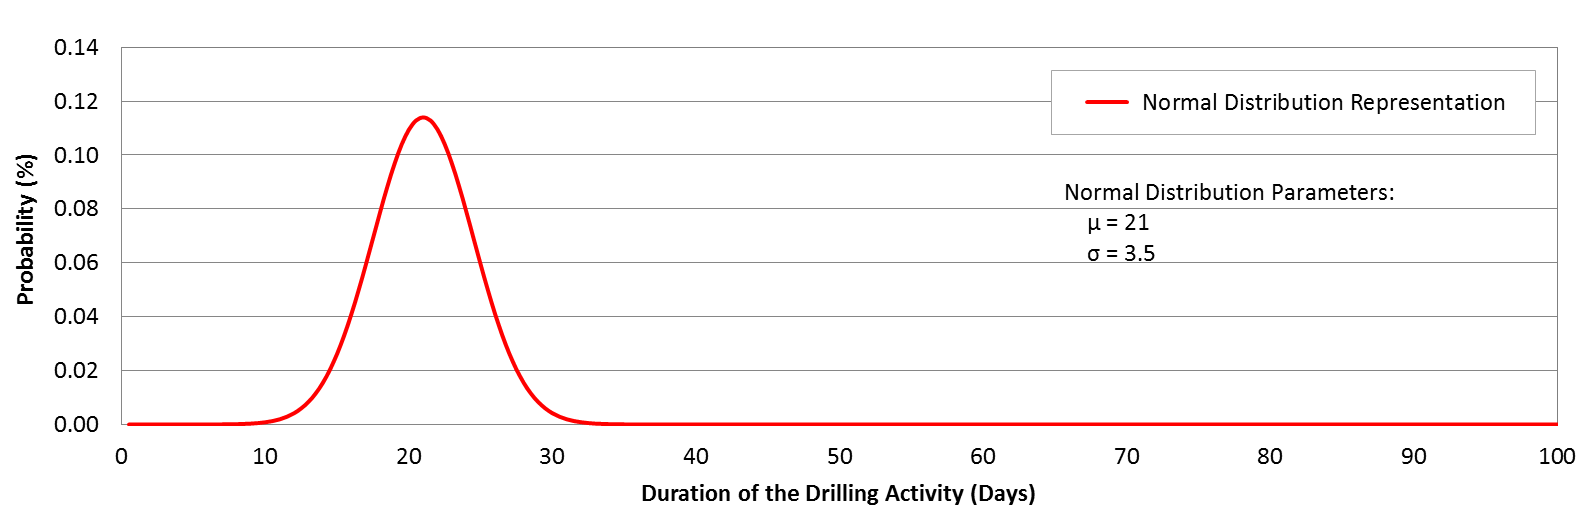 0.14
0.12
0.10
0.08
0.06
0.04
0.02
0.00
Probability (%)
Normal Distribution Representation
Normal Distribution Parameters:
μ = 21
σ = 3.5
0 10 20 30 40 50 60 70 80 90 100
Duration of the Drilling Activity (Days)